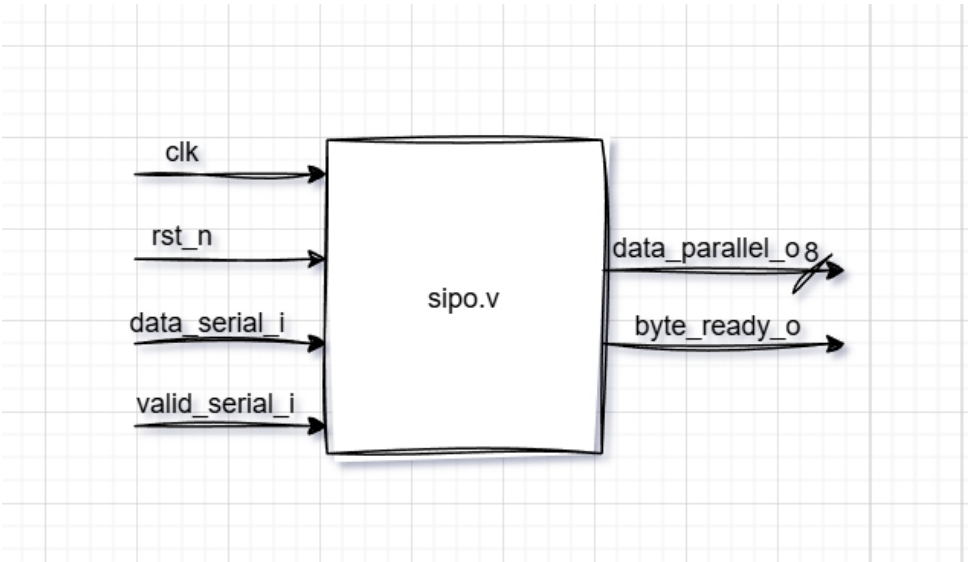 clk
rst_n
data_serial_i
valid_serial_i
sipo.v
data_parallel_o 8
byte_ready_o